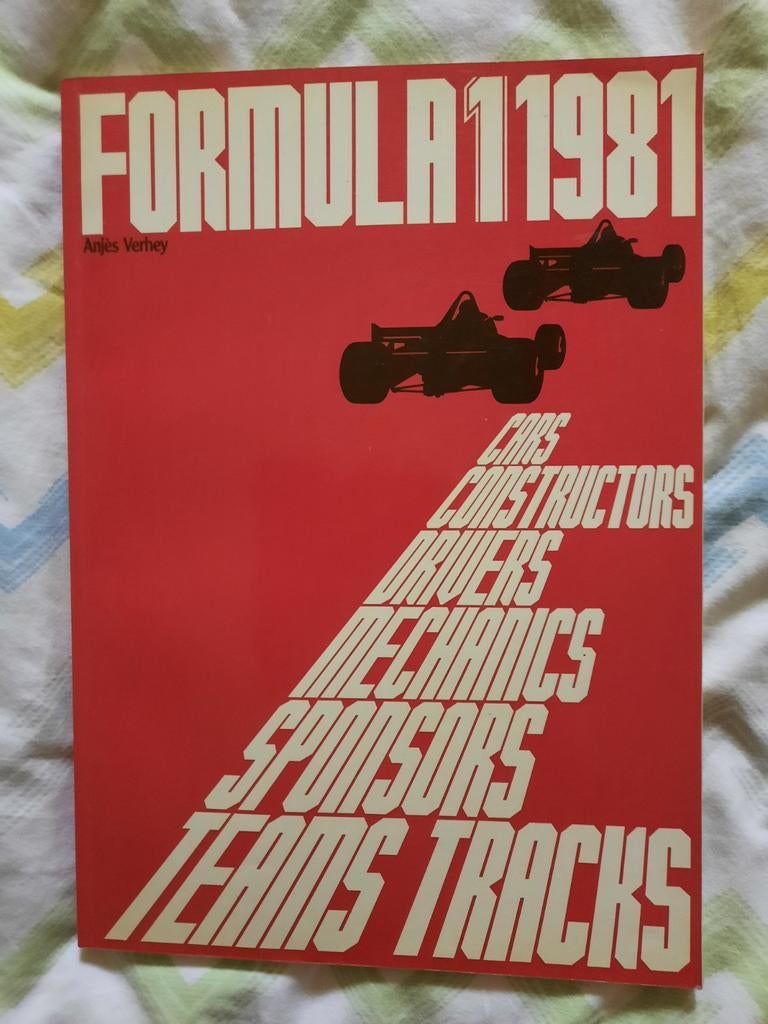 FORMULA 1 1981
Anjès Verhey
CARS
CONSTRUCTORS
DRIVERS
MECHANICS
SPONSORS
TEAMS TRACKS